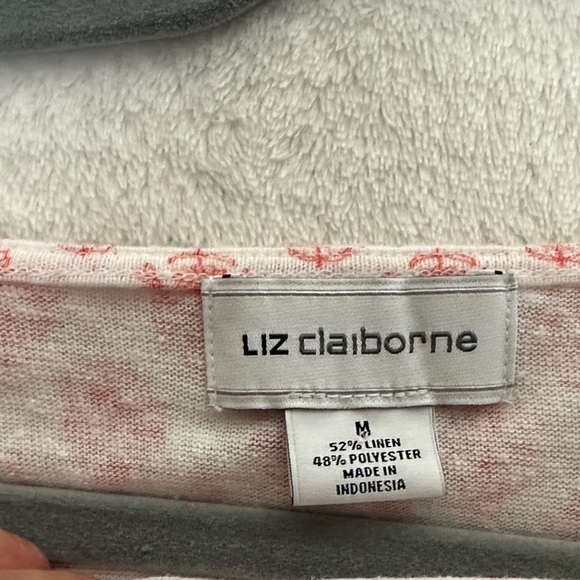 LIZ claiborne
M
52% LINEN
48% POLYESTER
MADE IN
INDONESIA